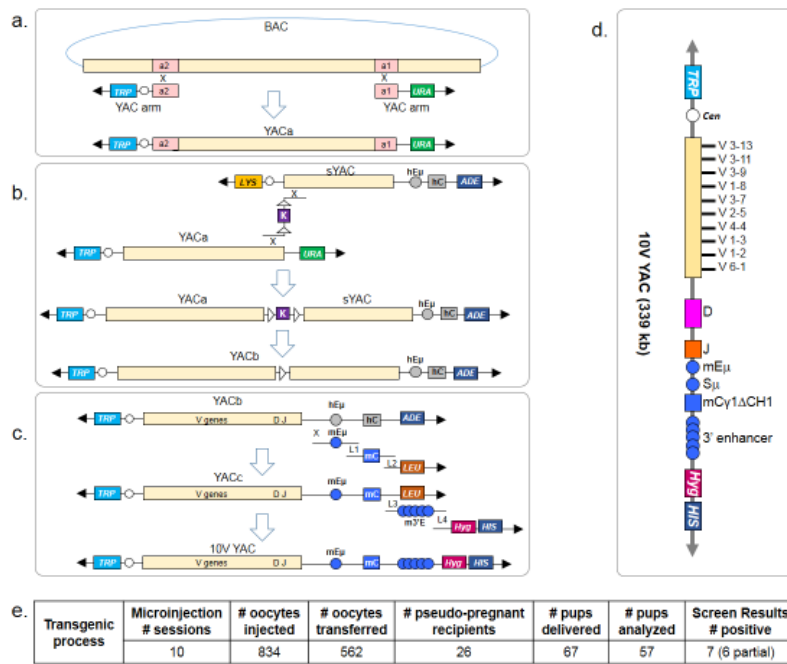 a.
BAC
a2 a1
X X
TRP a2 a1 URA
YAC arm YAC arm
YACa
TRP a2 a1 URA
b.
sYAC hEμ
LYS hC ADE
X
K
X
YACa
TRP URA
YACa sYAC hEμ
TRP K hC ADE
YACb hEμ
TRP hC ADE
c.
YACb hEμ
TRP V genes D J hC ADE
X mEμ
L1
mC
L2
LEU
YACc mEμ
TRP V genes D J mC LEU
L3
m3'E
L4
Hyg HIS
10V YAC mEμ
TRP V genes D J mC Hyg HIS
d.
TRP
Cen
V 3-13
V 3-11
V 3-9
V 1-8
V 3-7
V 2-5
V 4-4
V 1-3
V 1-2
V 6-1
10V YAC (339 kb)
D
J
mEμ
Sμ
mCγ1ΔCH1
3' enhancer
Hyg
HIS
e.
Transgenic process
Microinjection # sessions
# oocytes injected
# oocytes transferred
# pseudo-pregnant recipients
# pups delivered
# pups analyzed
Screen Results # positive
10 834 562 26 67 57 7 (6 partial)